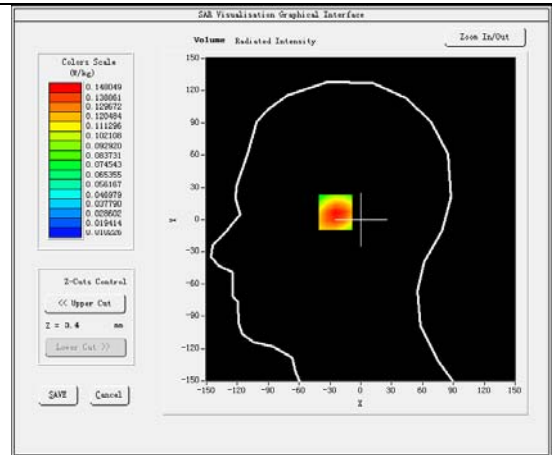 SAR Visualisation Graphical Interface
Volume Radiated Intensity
Zoom In/Out
Colors Scale
(W/kg)
0.148049
0.138861
0.129672
0.120484
0.111296
0.102108
0.092920
0.083731
0.074543
0.065355
0.056167
0.046979
0.037790
0.028602
0.019414
Z-Cuts Control
<< Upper Cut
Z = 3.4 mm
Lower Cut >>
SAVE
Cancel
150
120
90
60
30
0
-30
-60
-90
-120
-150
Y
-150 -120 -90 -60 -30 0 30 60 90 120 150
X